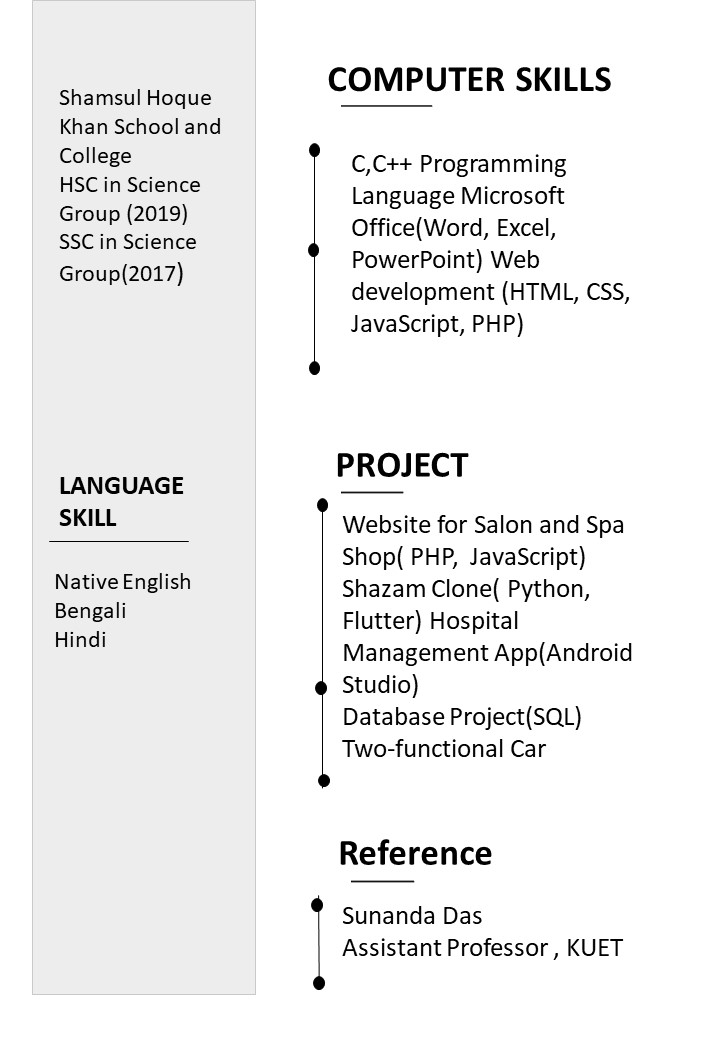 Shamsul Hoque
Khan School and
College
HSC in Science
Group (2019)
SSC in Science
Group(2017)
LANGUAGE
SKILL
Native English
Bengali
Hindi
COMPUTER SKILLS
C,C++ Programming
Language Microsoft
Office(Word, Excel,
PowerPoint) Web
development (HTML, CSS,
JavaScript, PHP)
PROJECT
Website for Salon and Spa
Shop( PHP, JavaScript)
Shazam Clone( Python,
Flutter) Hospital
Management App(Android
Studio)
Database Project(SQL)
Two-functional Car
Reference
Sunanda Das
Assistant Professor , KUET